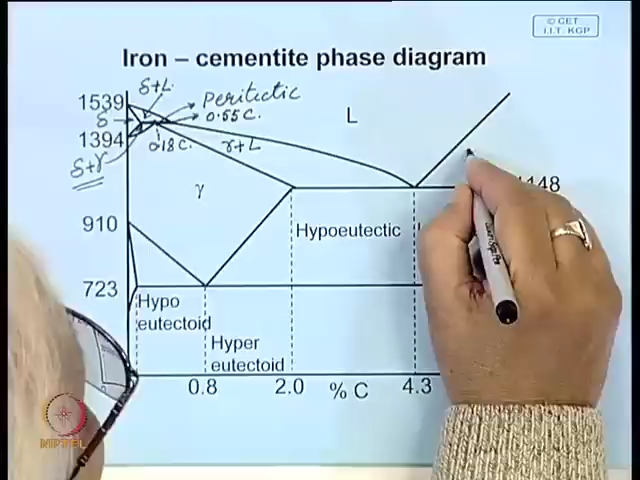 © CET
I.I.T. KGP
Iron – cementite phase diagram
δ+L
1539
Peritectic
δ
0.55 C.
L
1394
0.18 C.
γ+L
δ+γ
γ
1148
910
Hypoeutectic
723
Hypo
eutectoid
Hyper
eutectoid
0.8
2.0
% C
4.3
NPTEL